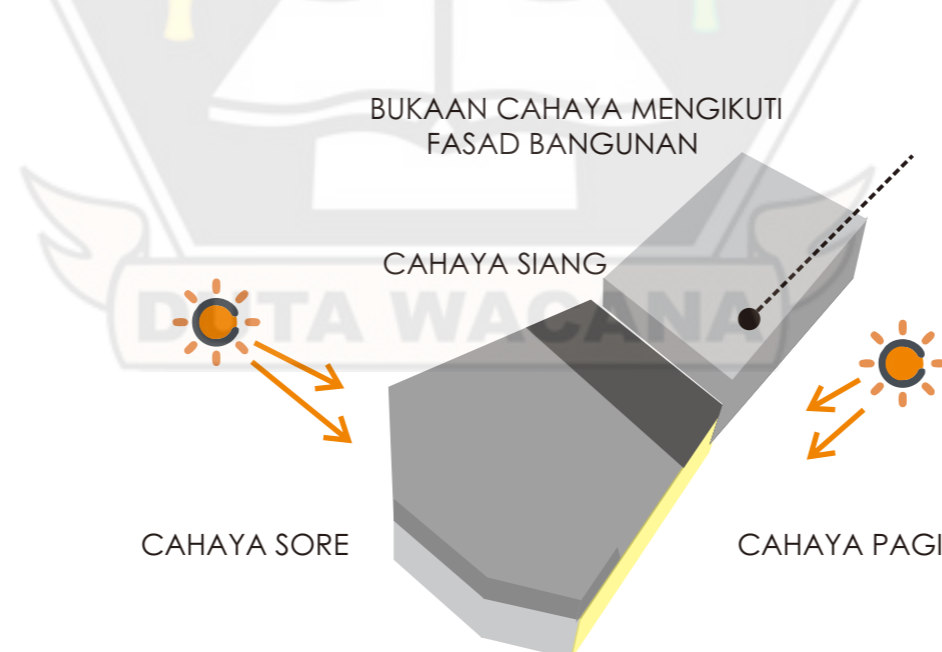 BUKAAN CAHAYA MENGIKUTI
FASAD BANGUNAN
CAHAYA SIANG
DUTA WACANA
CAHAYA SORE
CAHAYA PAGI